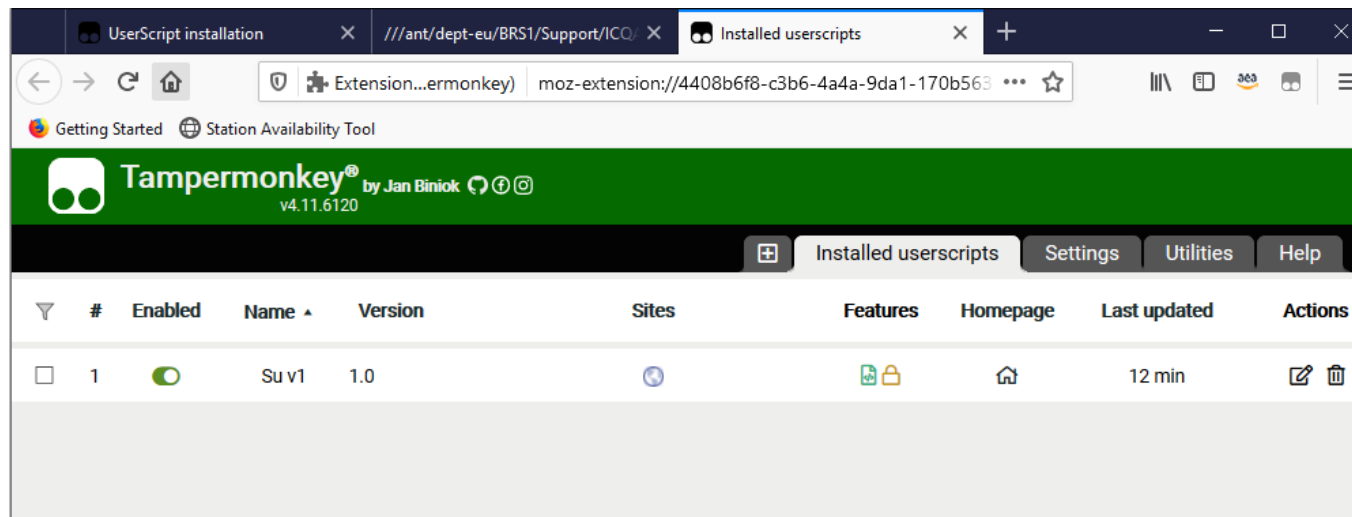 UserScript installation
///ant/dept-eu/BRS1/Support/ICQ/
Installed userscripts
Extension...ermonkey) moz-extension://4408b6f8-c3b6-4a4a-9da1-170b563
Getting Started Station Availability Tool
Tampermonkey® by Jan Biniok
v4.11.6120
Installed userscripts Settings Utilities Help
# Enabled Name Version Sites Features Homepage Last updated Actions
1 Su v1 1.0 12 min